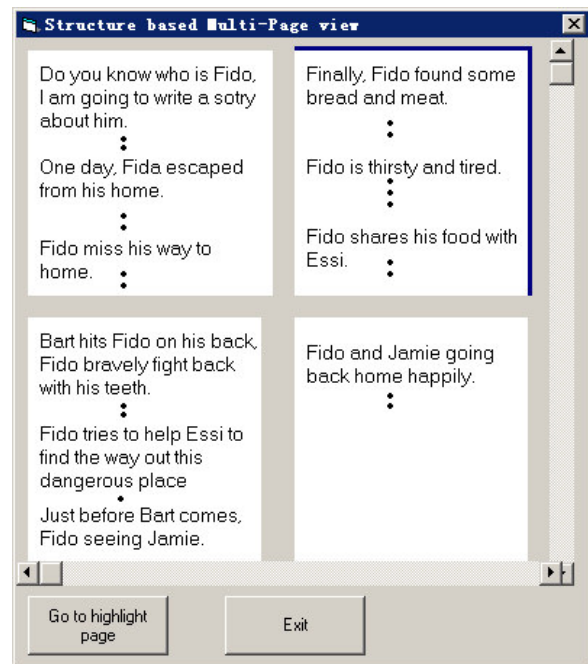 Structure based Multi-Page view
Do you know who is Fido,
I am going to write a sotry
about him.
One day, Fida escaped
from his home.
Fido miss his way to
home.
Finally, Fido found some
bread and meat.
Fido is thirsty and tired.
Fido shares his food with
Essi.
Bart hits Fido on his back,
Fido bravely fight back
with his teeth.
Fido tries to help Essi to
find the way out this
dangerous place
Just before Bart comes,
Fido seeing Jamie.
Fido and Jamie going
back home happily.
Go to highlight
page
Exit